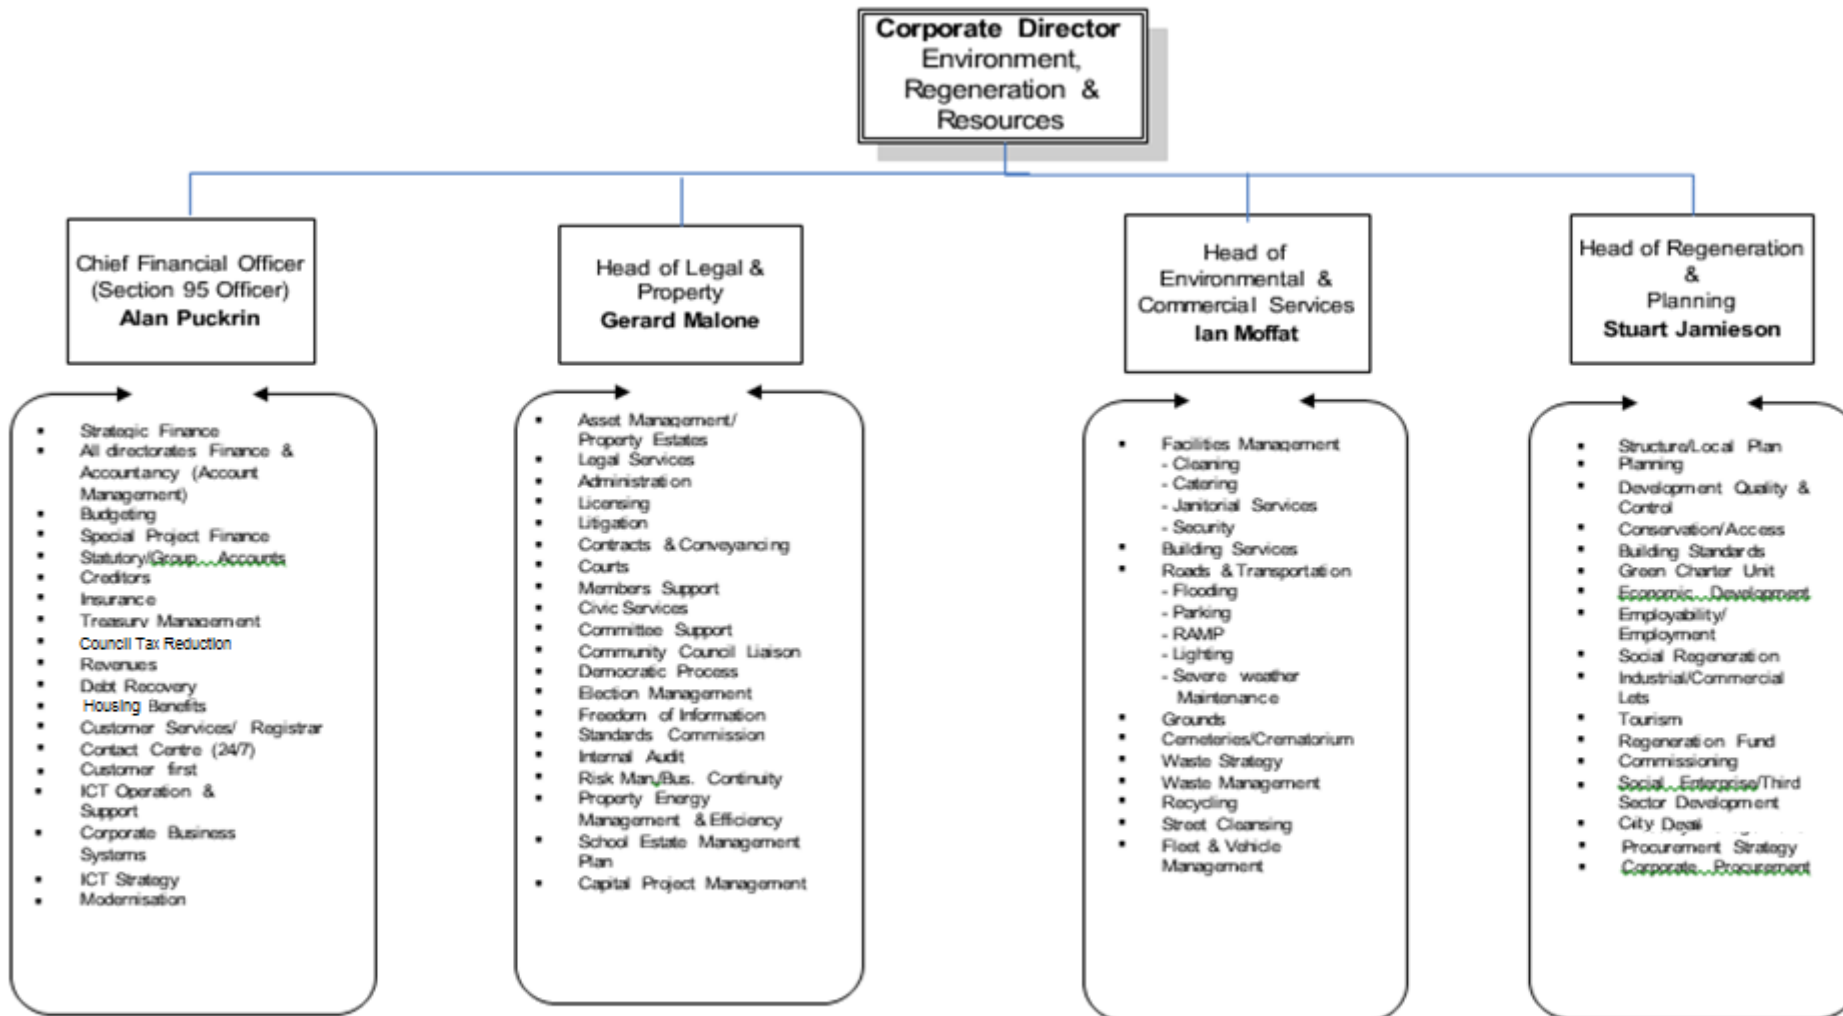 Corporate Director
Environment,
Regeneration &
Resources
Chief Financial Officer
(Section 95 Officer)
Alan Puckrin
Head of Legal &
Property
Gerard Malone
Head of
Environmental &
Commercial Services
Ian Moffat
Head of Regeneration
&
Planning
Stuart Jamieson
▪ Strategic Finance
▪ All directorates Finance &
Accountancy (Account
Management)
▪ Budgeting
▪ Special Project Finance
▪ Statutory/Group Accounts
▪ Creditors
▪ Insurance
▪ Treasury Management
▪ Council Tax Reduction
▪ Revenues
▪ Debt Recovery
▪ Housing Benefits
▪ Customer Services/ Registrar
▪ Contact Centre (24/7)
▪ Customer first
▪ ICT Operation &
Support
▪ Corporate Business
Systems
▪ ICT Strategy
▪ Modernisation
▪ Asset Management/
Property Estates
▪ Legal Services
▪ Administration
▪ Licensing
▪ Litigation
▪ Contracts & Conveyancing
▪ Courts
▪ Members Support
▪ Civic Services
▪ Committee Support
▪ Community Council Liaison
▪ Democratic Process
▪ Election Management
▪ Freedom of Information
▪ Standards Commission
▪ Internal Audit
▪ Risk Man./Bus. Continuity
▪ Property Energy
Management & Efficiency
▪ School Estate Management
Plan
▪ Capital Project Management
▪ Facilities Management
- Cleaning
- Catering
- Janitorial Services
- Security
▪ Building Services
▪ Roads & Transportation
- Flooding
- Parking
- RAMP
- Lighting
- Severe weather
Maintenance
▪ Grounds
▪ Cemeteries/Crematorium
▪ Waste Strategy
▪ Waste Management
▪ Recycling
▪ Street Cleansing
▪ Fleet & Vehicle
Management
▪ Structure/Local Plan
▪ Planning
▪ Development Quality &
Control
▪ Conservation/Access
▪ Building Standards
▪ Green Charter Unit
▪ Economic Development
▪ Employability/
Employment
▪ Social Regeneration
▪ Industrial/Commercial
Lets
▪ Tourism
▪ Regeneration Fund
▪ Commissioning
▪ Social Enterprise/Third
Sector Development
▪ City Deal
▪ Procurement Strategy
▪ Corporate Procurement